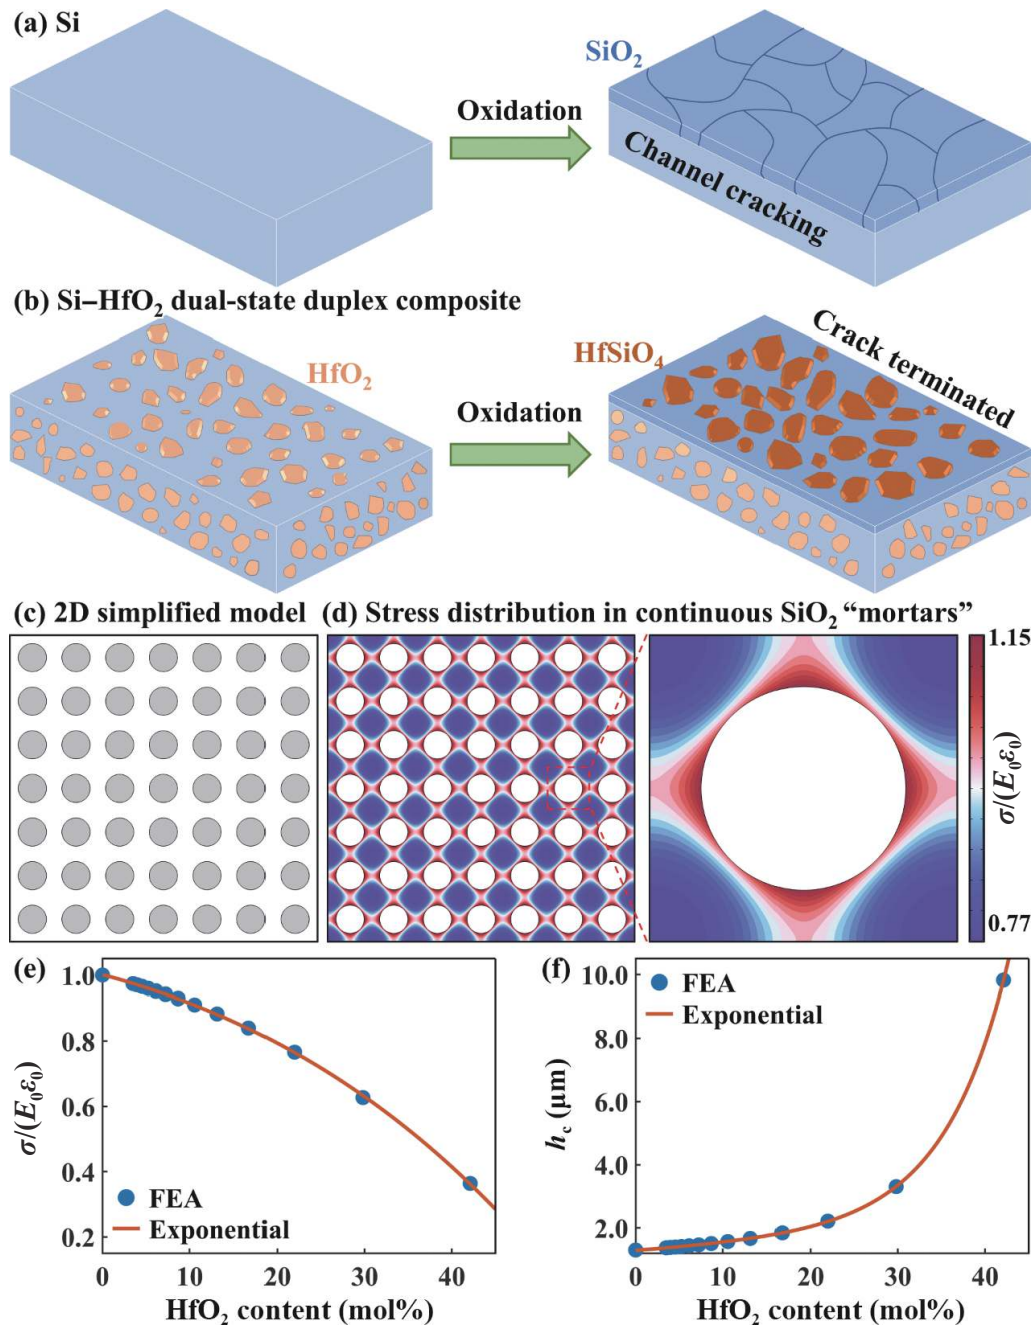 (a) Si
SiO₂
Oxidation
Channel cracking
(b) Si–HfO₂ dual-state duplex composite
HfO₂
Oxidation
HfSiO₄
Crack terminated
(c) 2D simplified model
(d) Stress distribution in continuous SiO₂ “mortars”
1.15
σ/(E₀ε₀)
0.77
(e)
1.0
0.8
0.6
0.4
0.2
σ/(E₀ε₀)
FEA
Exponential
0
10
20
30
40
HfO₂ content (mol%)
(f)
10.0
8.0
6.0
4.0
2.0
h_c (μm)
FEA
Exponential
0
10
20
30
40
HfO₂ content (mol%)